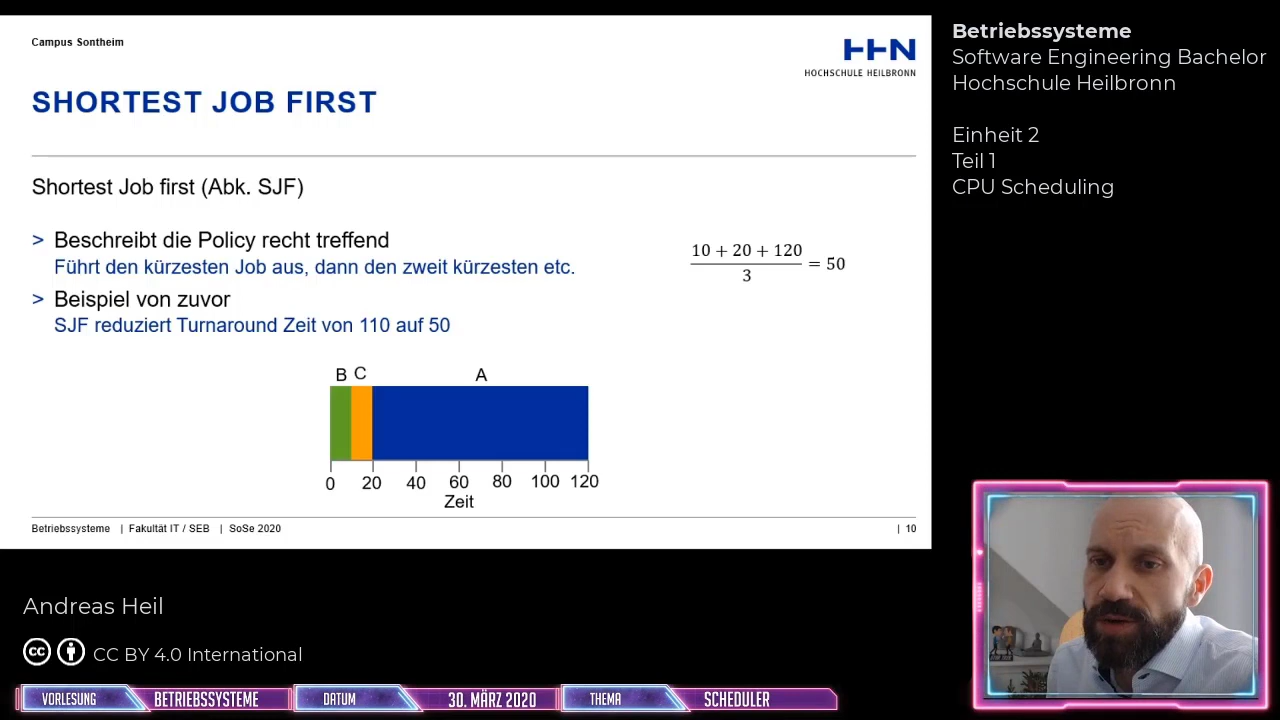 Campus Sontheim
HHN
HOCHSCHULE HEILBRONN
SHORTEST JOB FIRST
Shortest Job first (Abk. SJF)
> Beschreibt die Policy recht treffend
Führt den kürzesten Job aus, dann den zweit kürzesten etc.
> Beispiel von zuvor
SJF reduziert Turnaround Zeit von 110 auf 50
10 + 20 + 120
3
= 50
B C A
0 20 40 60 80 100 120
Zeit
Betriebssysteme | Fakultät IT / SEB | SoSe 2020 | 10
Betriebssysteme
Software Engineering Bachelor
Hochschule Heilbronn
Einheit 2
Teil 1
CPU Scheduling
Andreas Heil
cc CC BY 4.0 International
VORLESUNG BETRIEBSSYSTEME DATUM 30. MÄRZ 2020 THEMA SCHEDULER